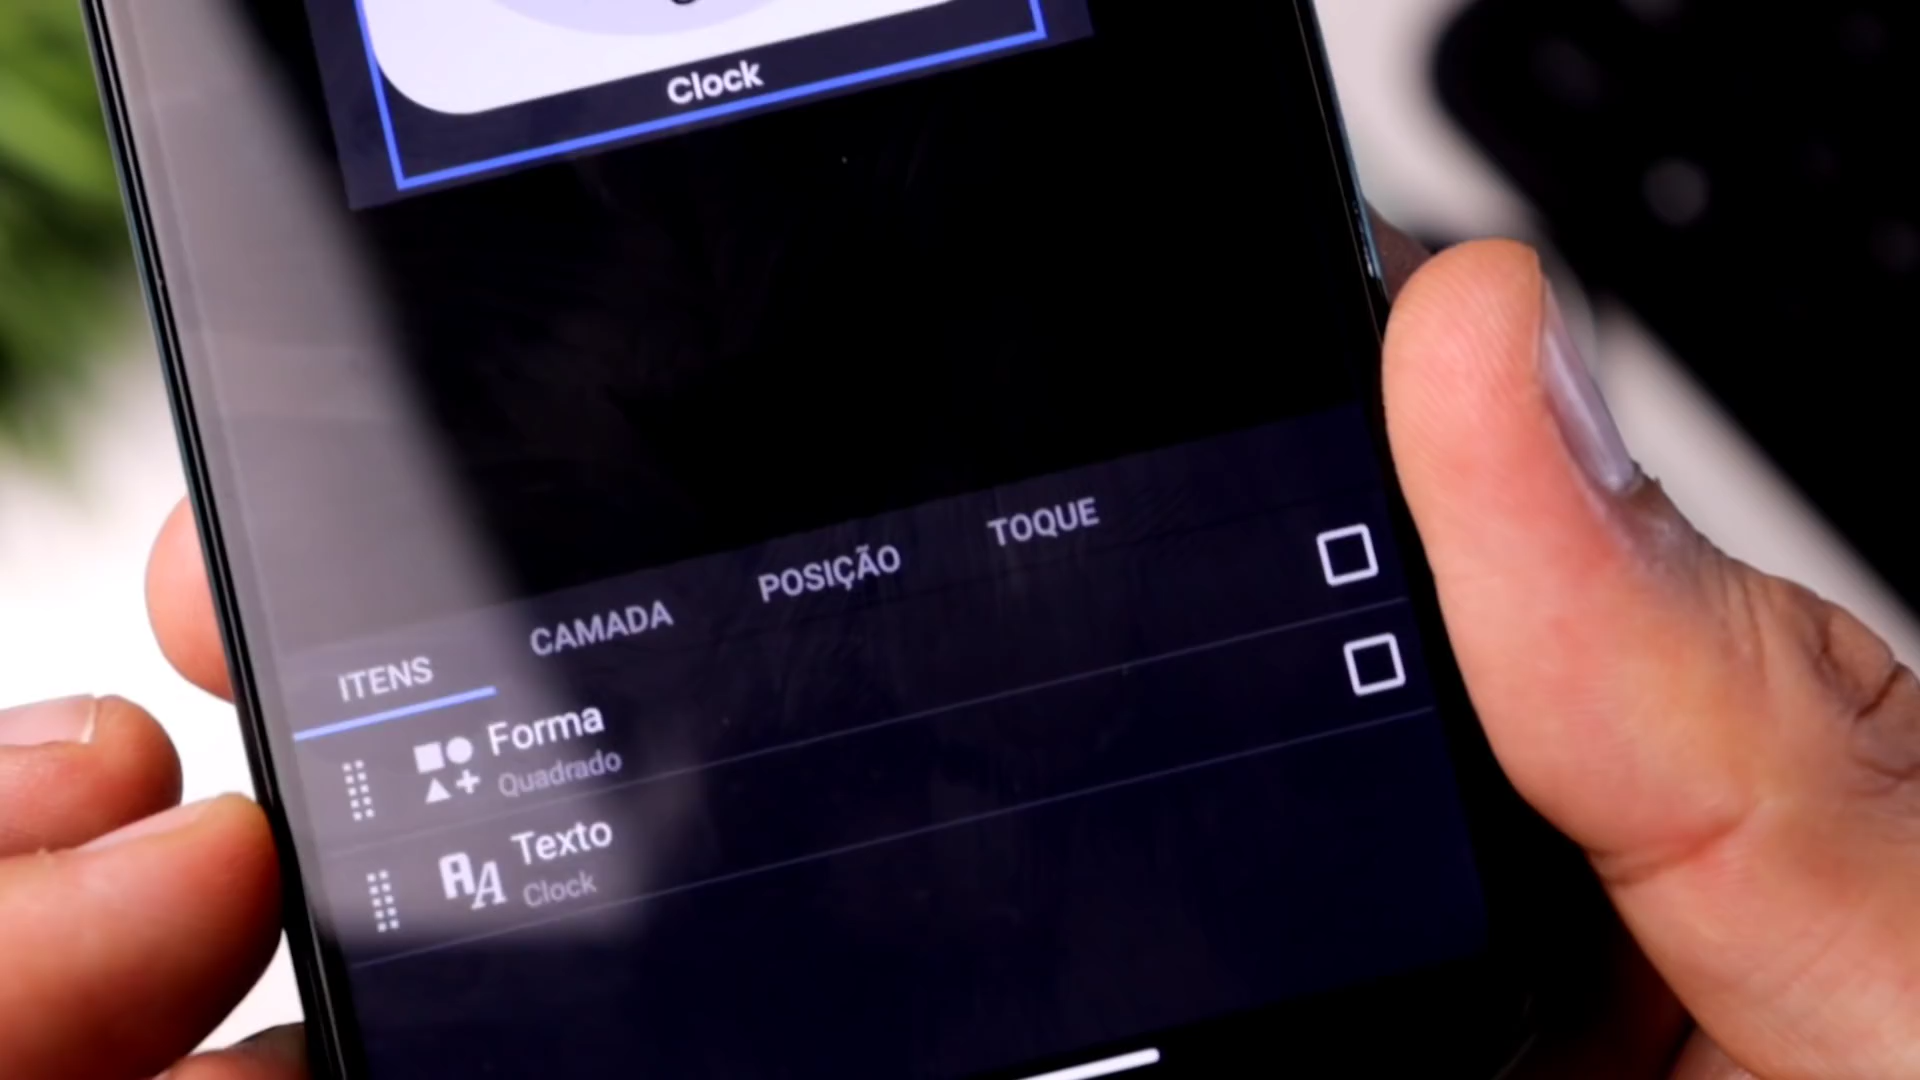 Clock
ITENS CAMADA POSIÇÃO TOQUE
Forma
Quadrado
Texto
Clock